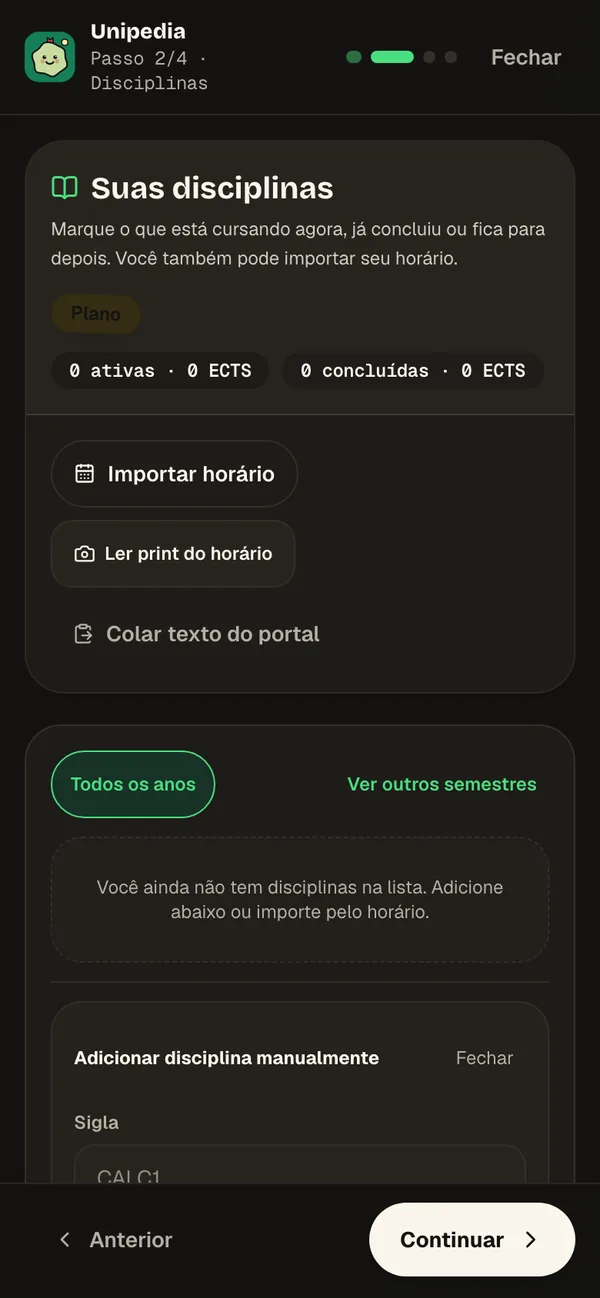 Unipedia
Passo 2/4 ·
Disciplinas
Fechar
Suas disciplinas
Marque o que está cursando agora, já concluiu ou fica para
depois. Você também pode importar seu horário.
Plano
0 ativas · 0 ECTS
0 concluídas · 0 ECTS
Importar horário
Ler print do horário
Colar texto do portal
Todos os anos
Ver outros semestres
Você ainda não tem disciplinas na lista. Adicione
abaixo ou importe pelo horário.
Adicionar disciplina manualmente
Fechar
Sigla
CALC1
Anterior
Continuar